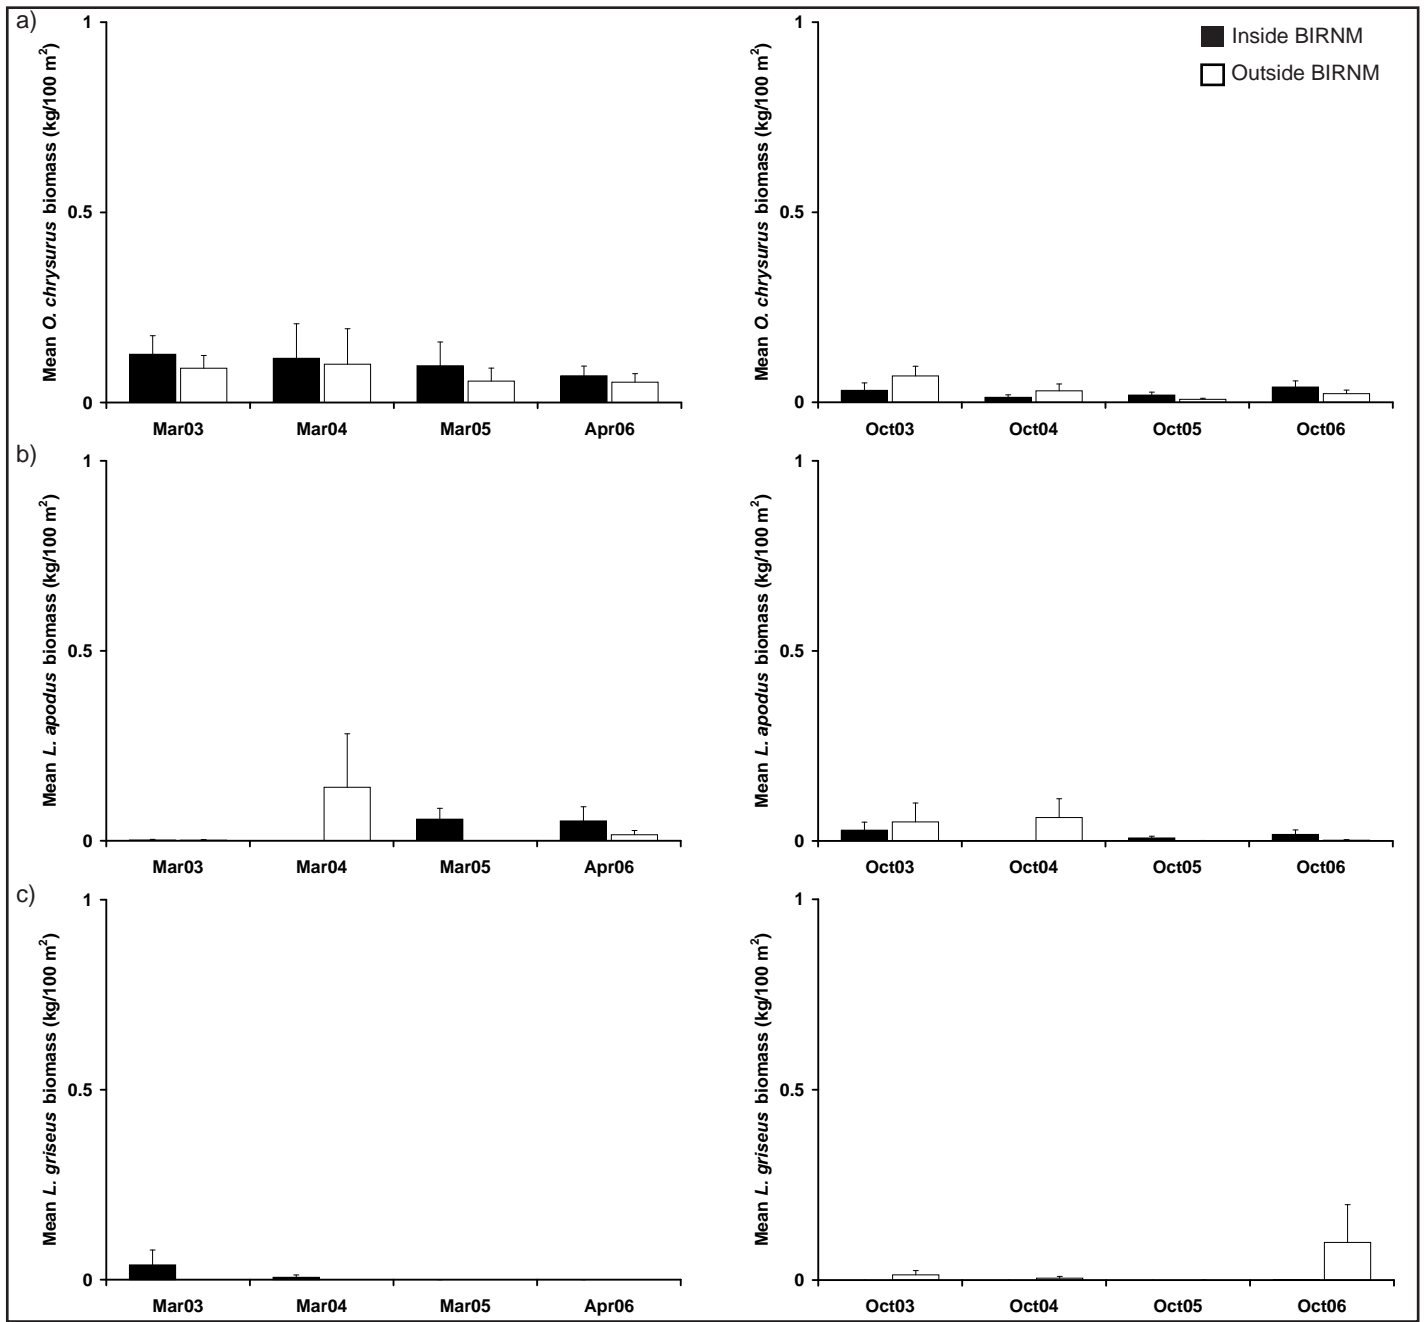 a)
Mean O. chrysurus biomass (kg/100 m²)
1
0.5
0
Mar03 Mar04 Mar05 Apr06
Mean O. chrysurus biomass (kg/100 m²)
1
0.5
0
Oct03 Oct04 Oct05 Oct06
Inside BIRNM
Outside BIRNM
b)
Mean L. apodus biomass (kg/100 m²)
1
0.5
0
Mar03 Mar04 Mar05 Apr06
Mean L. apodus biomass (kg/100 m²)
1
0.5
0
Oct03 Oct04 Oct05 Oct06
c)
Mean L. griseus biomass (kg/100 m²)
1
0.5
0
Mar03 Mar04 Mar05 Apr06
Mean L. griseus biomass (kg/100 m²)
1
0.5
0
Oct03 Oct04 Oct05 Oct06